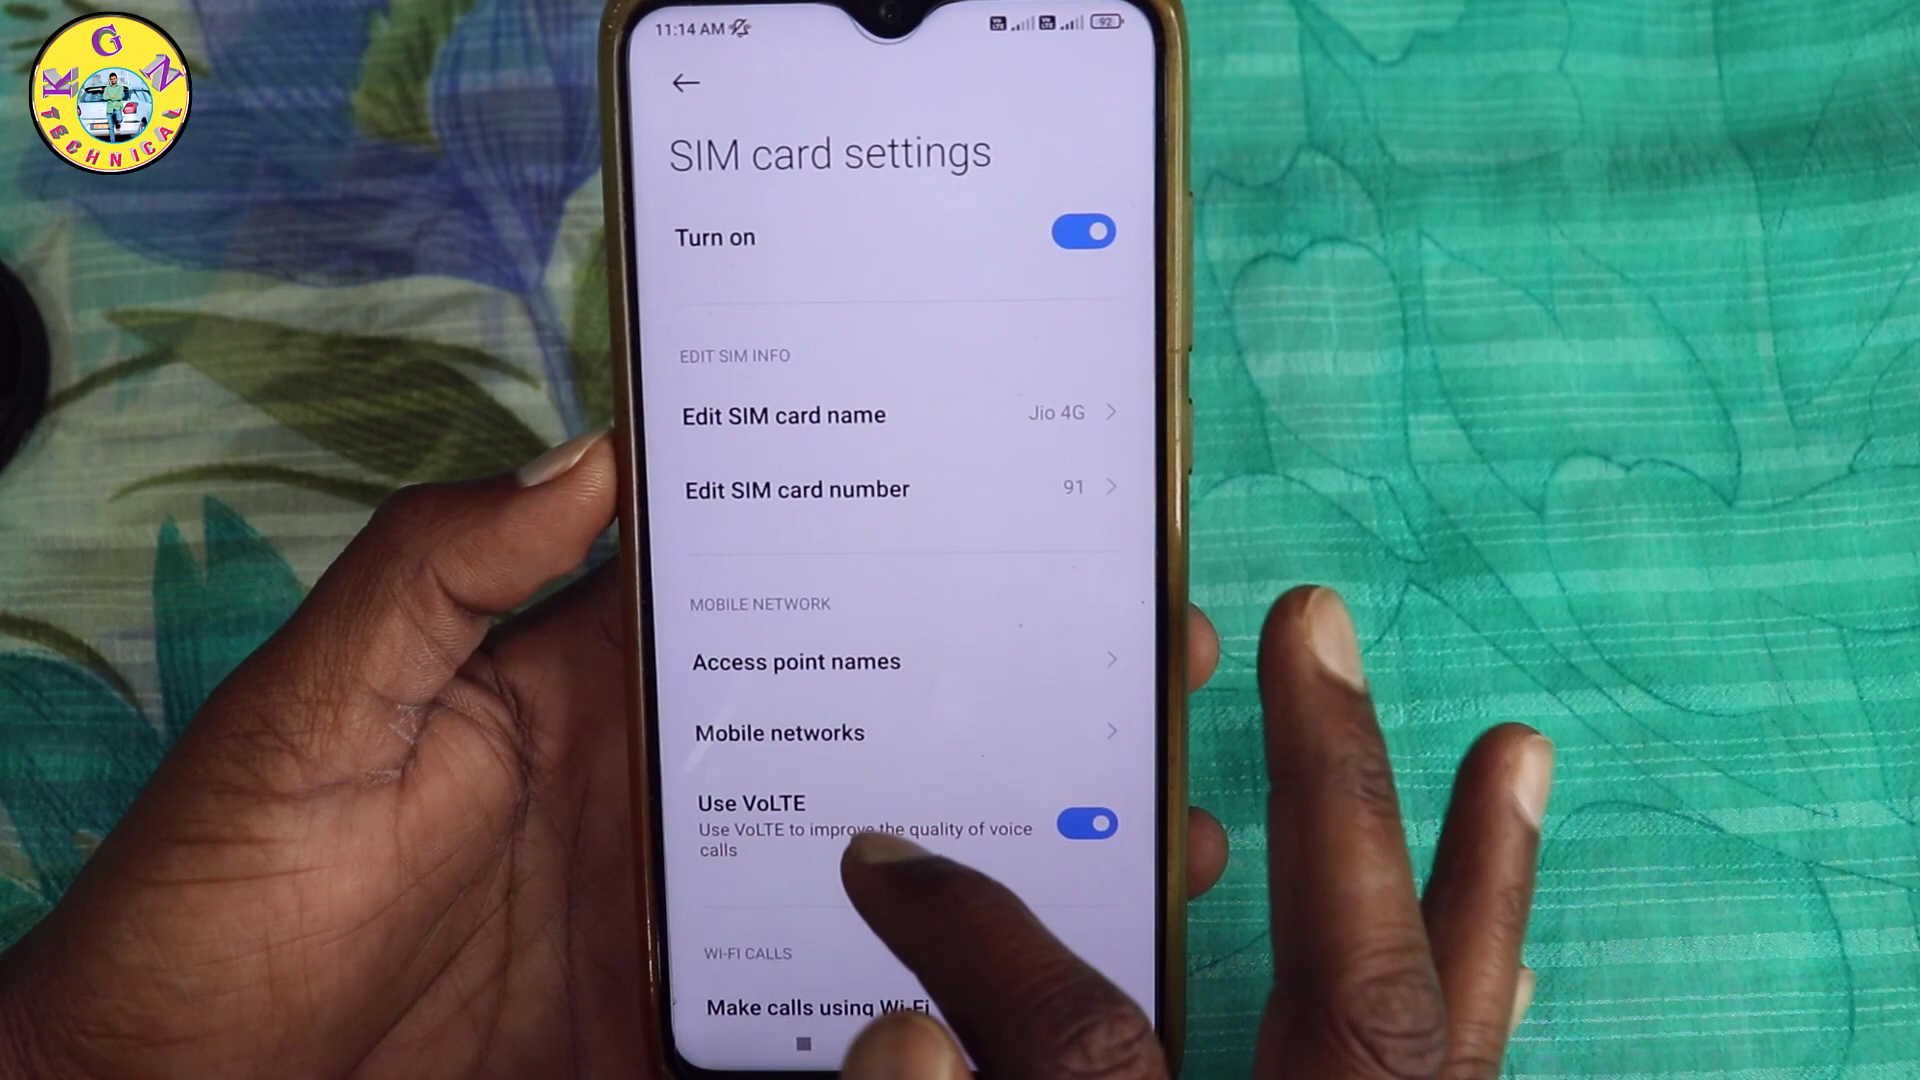 K G N
TECHNICAL
11:14 AM
92
SIM card settings
Turn on
EDIT SIM INFO
Edit SIM card name Jio 4G
Edit SIM card number 91
MOBILE NETWORK
Access point names
Mobile networks
Use VoLTE
Use VoLTE to improve the quality of voice
calls
WI-FI CALLS
Make calls using Wi-Fi